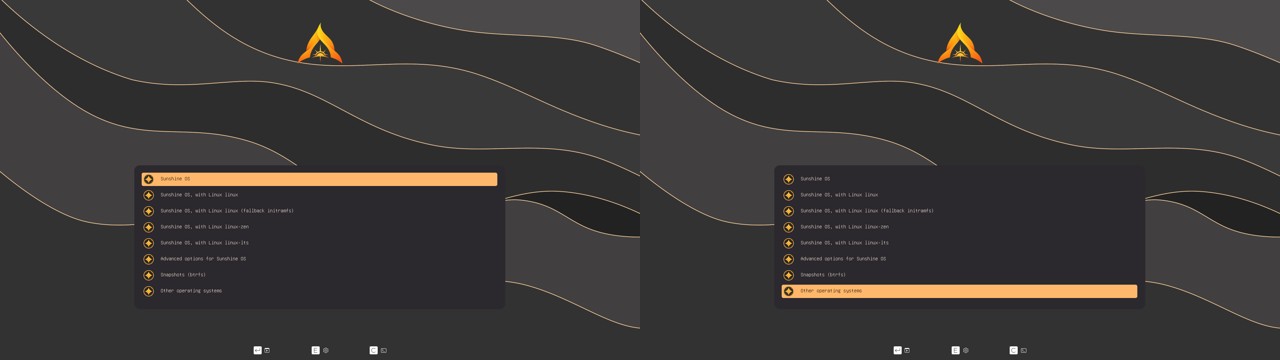 Sunshine OS
Sunshine OS, with Linux linux
Sunshine OS, with Linux linux (fallback initramfs)
Sunshine OS, with Linux linux-zen
Sunshine OS, with Linux linux-lts
Advanced options for Sunshine OS
Snapshots (btrfs)
Other operating systems
E
C
Sunshine OS
Sunshine OS, with Linux linux
Sunshine OS, with Linux linux (fallback initramfs)
Sunshine OS, with Linux linux-zen
Sunshine OS, with Linux linux-lts
Advanced options for Sunshine OS
Snapshots (btrfs)
Other operating systems
E
C